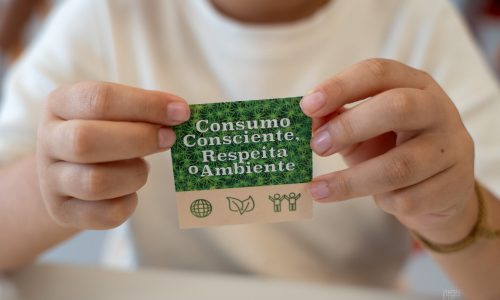 Consumo
Consciente.
Respeita
o Ambiente